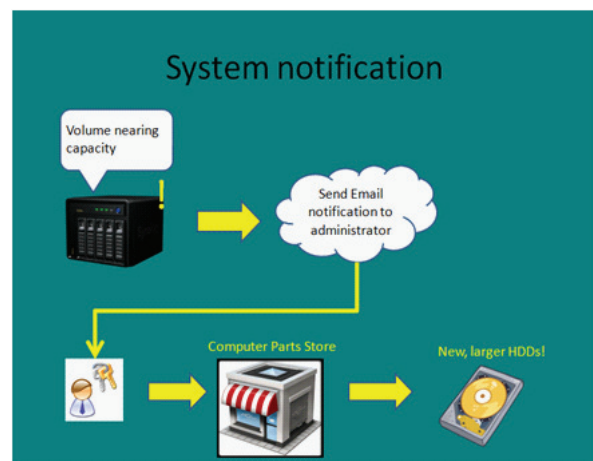 System notification
Volume nearing
capacity
!
Send Email
notification to
administrator
Computer Parts Store
New, larger HDDs!